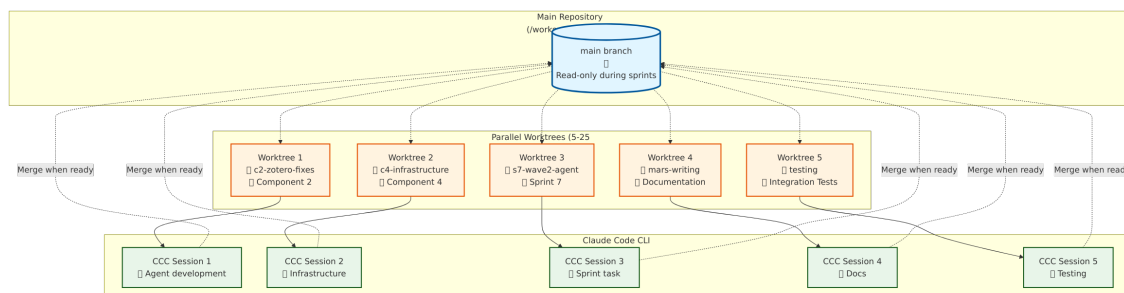 Main Repository
(/work
main branch
Read-only during sprints
Merge when ready
Merge when ready
Merge when ready
Merge when ready
Merge when read
Parallel Worktrees (5-25
Worktree 1
c2-zotero-fixes
Component 2
Worktree 2
c4-infrastructure
Component 4
Worktree 3
s7-wave2-agent
Sprint 7
Worktree 4
mars-writing
Documentation
Worktree 5
testing
Integration Tests
Claude Code CLI
CCC Session 1
Agent development
CCC Session 2
Infrastructure
CCC Session 3
Sprint task
CCC Session 4
Docs
CCC Session 5
Testing